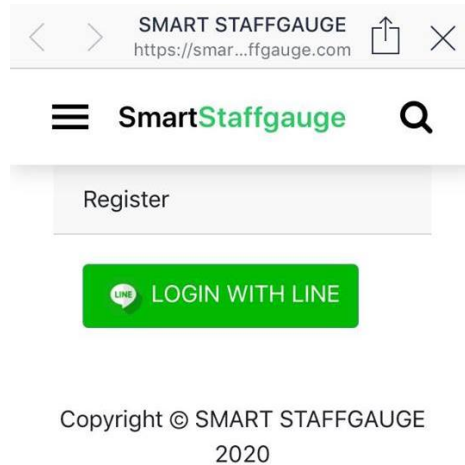 SMART STAFFGAUGE
https://smar...ffgauge.com
SmartStaffgauge
Register
LINE
LOGIN WITH LINE
Copyright © SMART STAFFGAUGE
2020